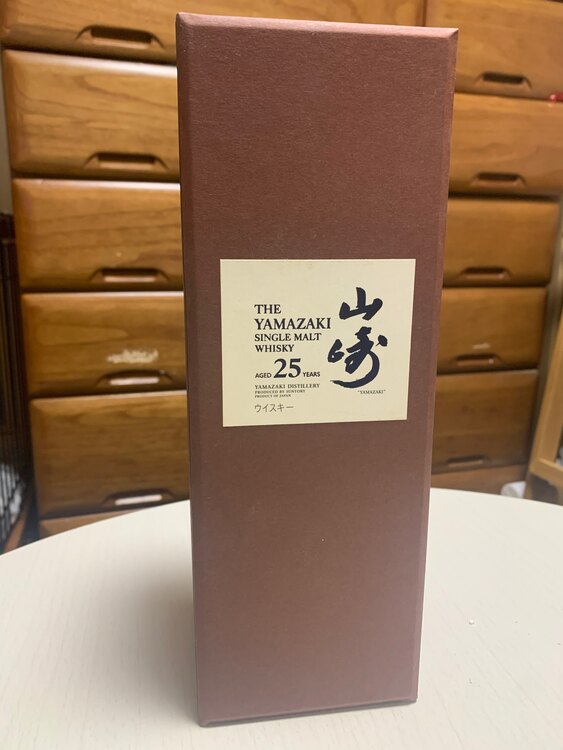 THE
YAMAZAKI
SINGLE MALT
WHISKY
AGED 25 YEARS
YAMAZAKI DISTILLERY
PRODUCED BY SUNTORY
PRODUCT OF JAPAN
ウイスキー
山崎
"YAMAZAKI"